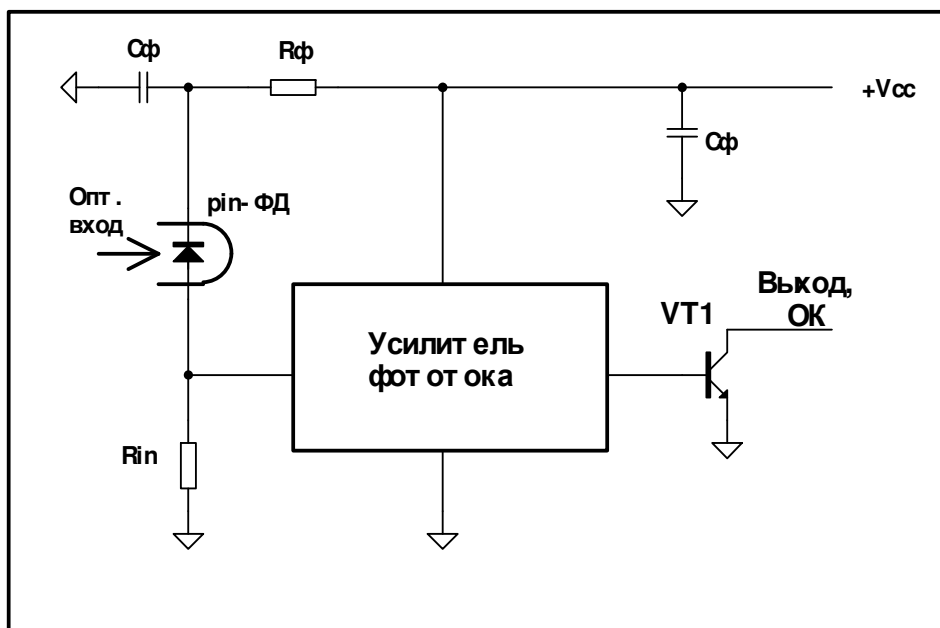 Сф
Rф
+Vcc
Сф
Опт.
вход
pin-ФД
Усилитель
фототока
VT1
Выход,
ОК
Rin